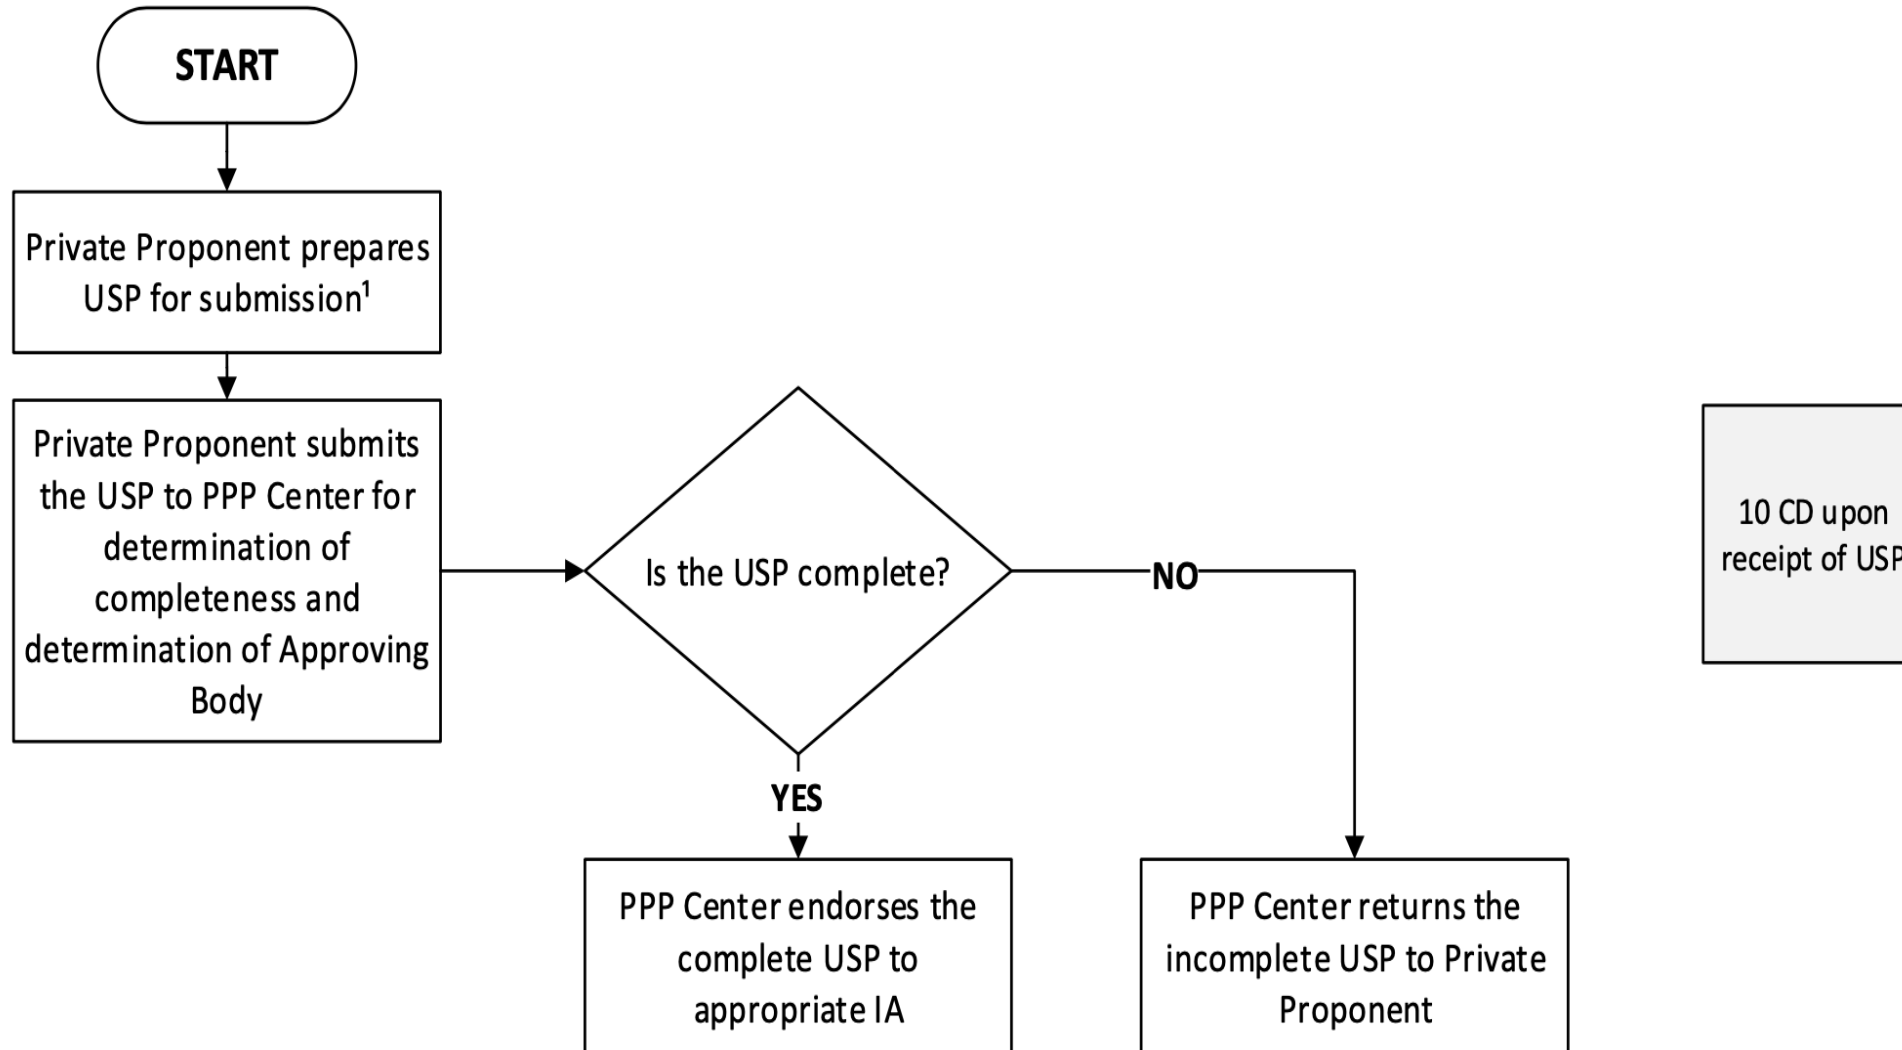 START
Private Proponent prepares
USP for submission¹
Private Proponent submits
the USP to PPP Center for
determination of
completeness and
determination of Approving
Body
Is the USP complete?
NO
10 CD upon
receipt of USP
YES
PPP Center endorses the
complete USP to
appropriate IA
PPP Center returns the
incomplete USP to Private
Proponent